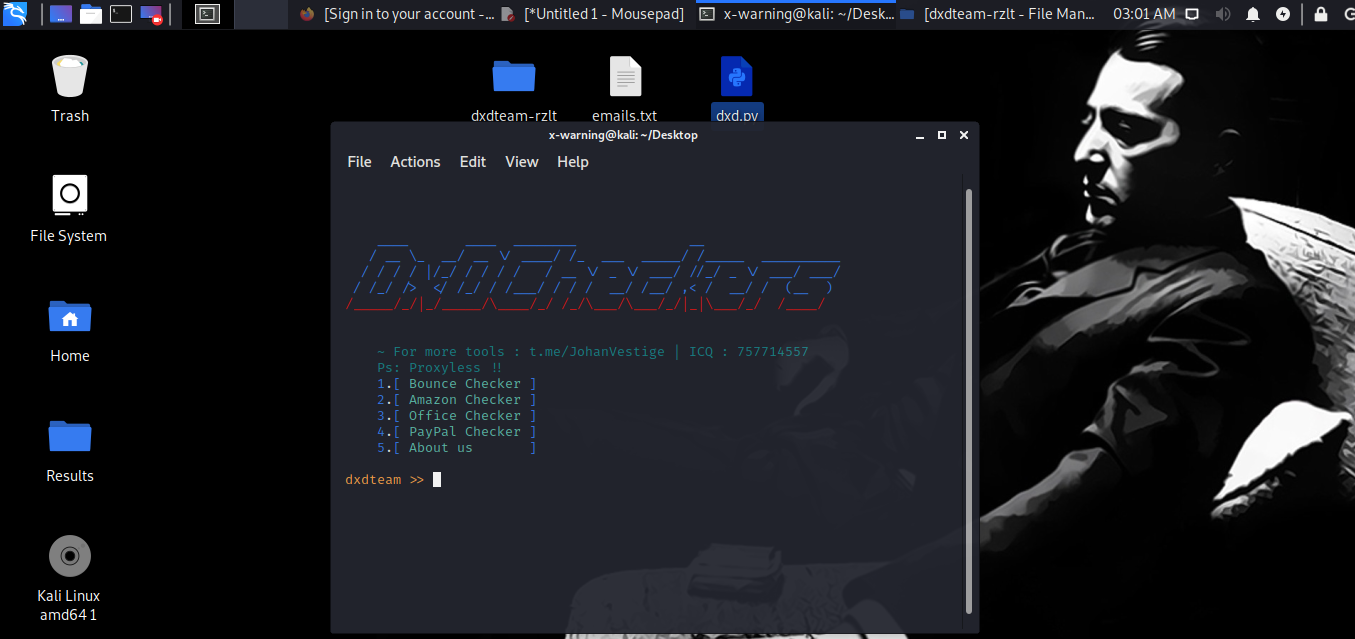 [Sign in to your account -... [*Untitled 1 - Mousepad] x-warning@kali: ~/Desk... [dxdteam-rzlt - File Man... 03:01 AM
Trash
dxdteam-rzlt emails.txt dxd.py
x-warning@kali: ~/Desktop
File Actions Edit View Help
File System
DxDCheckers
~ For more tools : t.me/JohanVestige | ICQ : 757714557
Ps: Proxyless !!
1.[ Bounce Checker ]
2.[ Amazon Checker ]
3.[ Office Checker ]
4.[ PayPal Checker ]
5.[ About us ]
dxdteam >>
Home
Results
Kali Linux
amd64 1